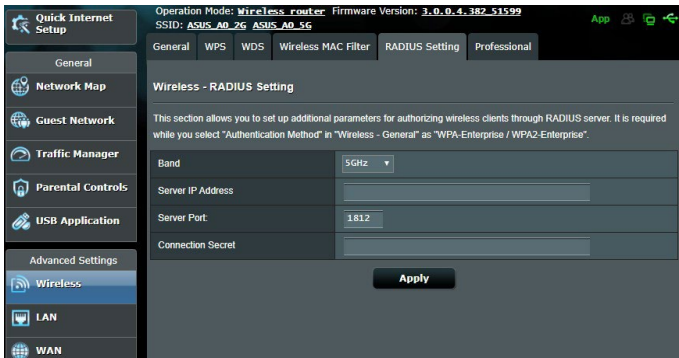 Quick Internet
Setup
General
Network Map
Guest Network
Traffic Manager
Parental Controls
USB Application
Advanced Settings
Wireless
LAN
WAN
Operation Mode: Wireless router Firmware Version: 3.0.0.4.382_51599
SSID: ASUS_A0_2G ASUS_A0_5G
App
General WPS WDS Wireless MAC Filter RADIUS Setting Professional
Wireless - RADIUS Setting
This section allows you to set up additional parameters for authorizing wireless clients through RADIUS server. It is required
while you select "Authentication Method" in "Wireless - General" as "WPA-Enterprise / WPA2-Enterprise".
Band 5GHz
Server IP Address
Server Port: 1812
Connection Secret
Apply